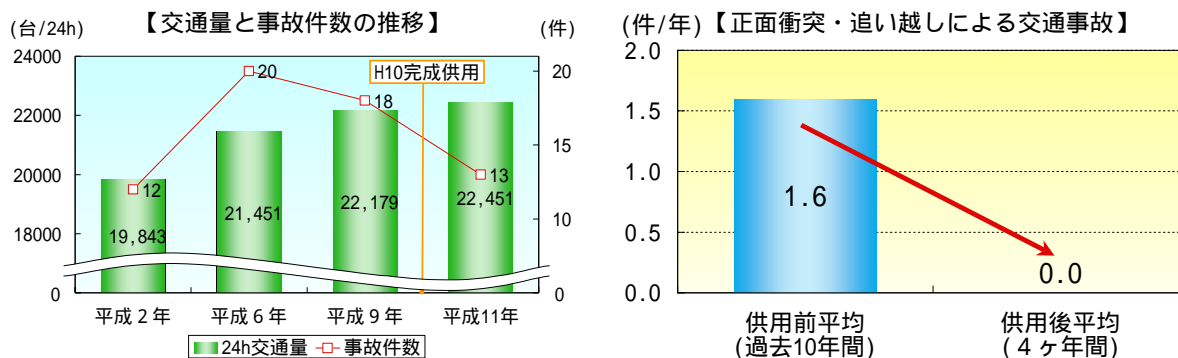 (台/24h) 【交通量と事故件数の推移】 (件)
24000
22000
20000
18000
0
20
15
10
0
H10完成供用
12
20
18
13
19,843
21,451
22,179
22,451
平成２年
平成６年
平成９年
平成11年
24h交通量
事故件数
(件/年) 【正面衝突・追い越しによる交通事故】
2.0
1.5
1.0
0.5
0.0
1.6
0.0
供用前平均
(過去10年間)
供用後平均
(４ヶ年間)